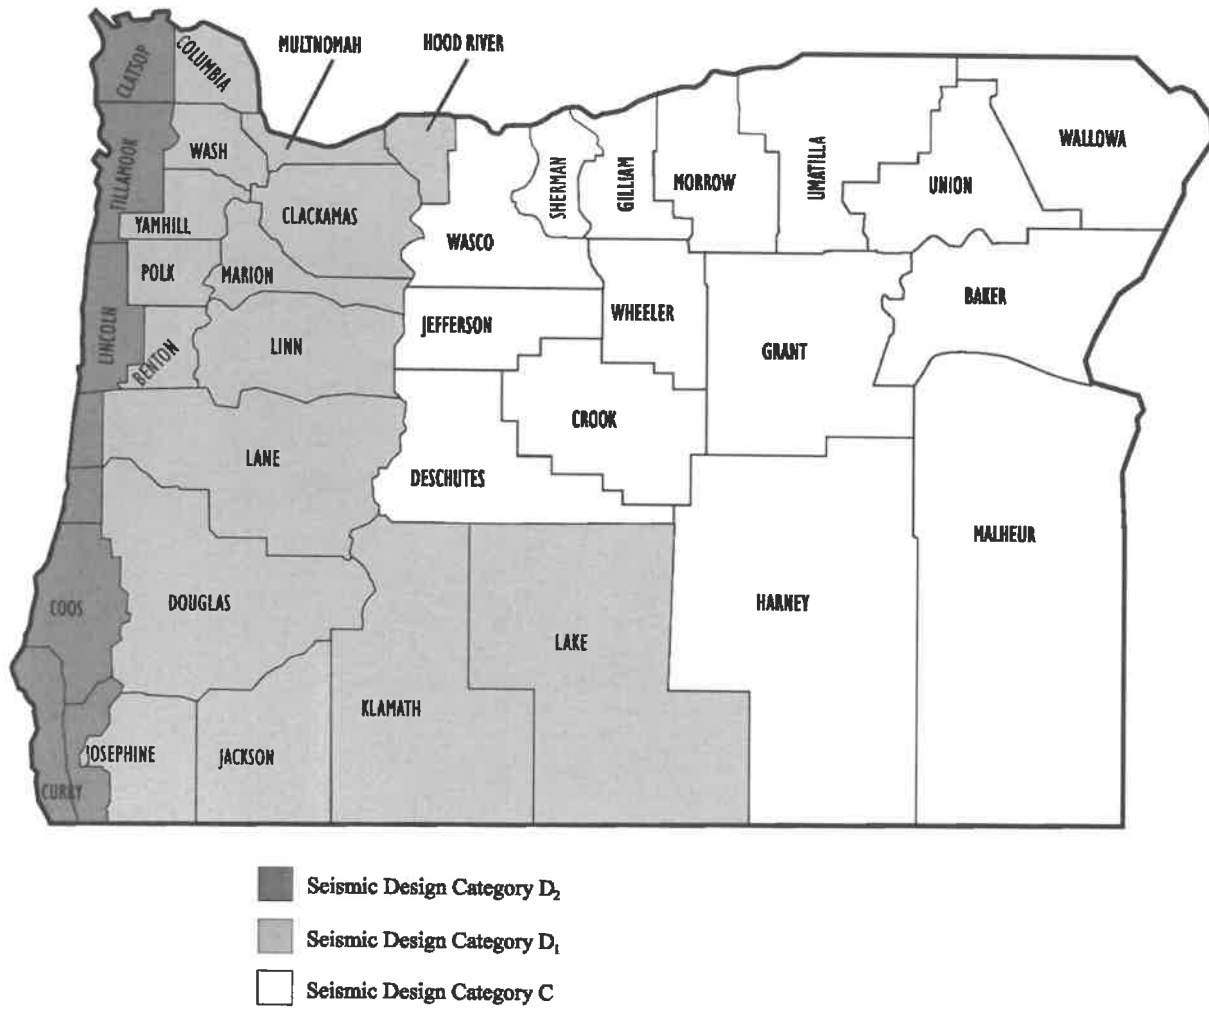 CLATSOP
COLUMBIA
MULTNOMAH
HOOD RIVER
TILLAMOOK
WASH
YAMHILL
CLACKAMAS
WASCO
SHERMAN
GILLIAM
MORROW
UMATILLA
UNION
WALLOWA
POLK
MARION
LINCOLN
BENTON
LINN
JEFFERSON
WHEELER
GRANT
BAKER
LANE
DESCHUTES
CROOK
MALHEUR
COOS
DOUGLAS
LAKE
HARNEY
KLAMATH
CURRY
JOSEPHINE
JACKSON
Seismic Design Category D₂
Seismic Design Category D₁
Seismic Design Category C